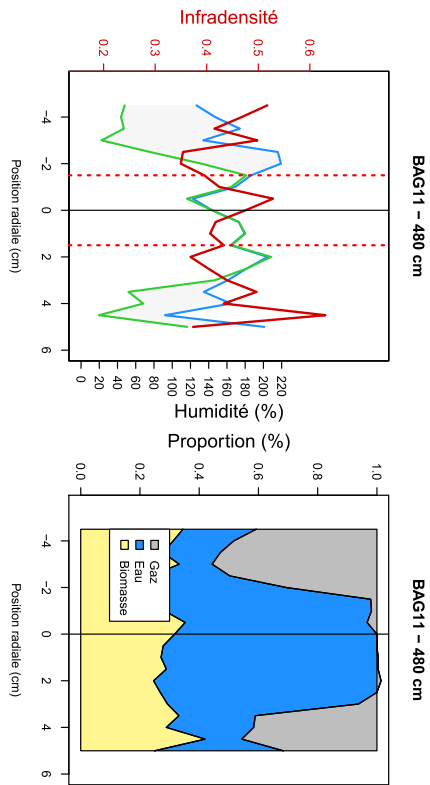 BAG11 − 480 cm
Infradensité
0.2 0.3 0.4 0.5 0.6
−4 −2 0 2 4 6
Position radiale (cm)
0 20 40 60 80 100 120 140 160 180 200 220
Humidité (%)
BAG11 − 480 cm
Proportion (%)
0.0 0.2 0.4 0.6 0.8 1.0
Gaz
Eau
Biomasse
−4 −2 0 2 4 6
Position radiale (cm)